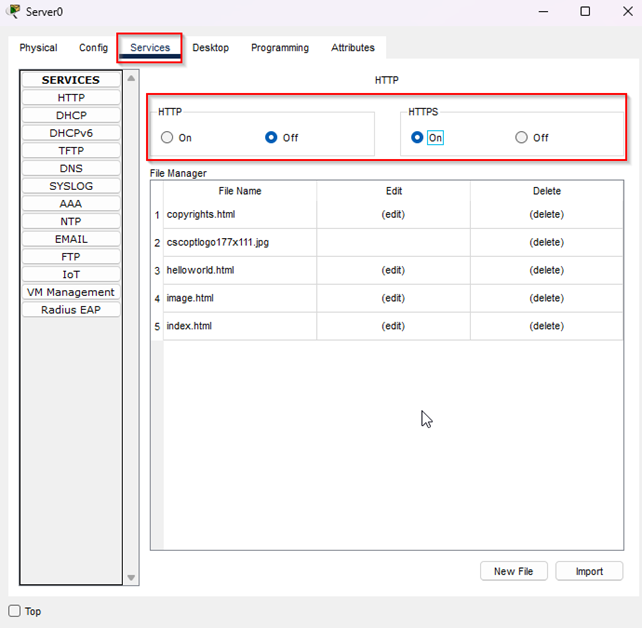 Server0
Physical Config Services Desktop Programming Attributes
SERVICES
HTTP
DHCP
DHCPv6
TFTP
DNS
SYSLOG
AAA
NTP
EMAIL
FTP
IoT
VM Management
Radius EAP
HTTP
HTTP
On Off
HTTPS
On Off
File Manager
File Name Edit Delete
1 copyrights.html (edit) (delete)
2 cscoptlogo177x111.jpg (delete)
3 helloworld.html (edit) (delete)
4 image.html (edit) (delete)
5 index.html (edit) (delete)
New File Import
Top